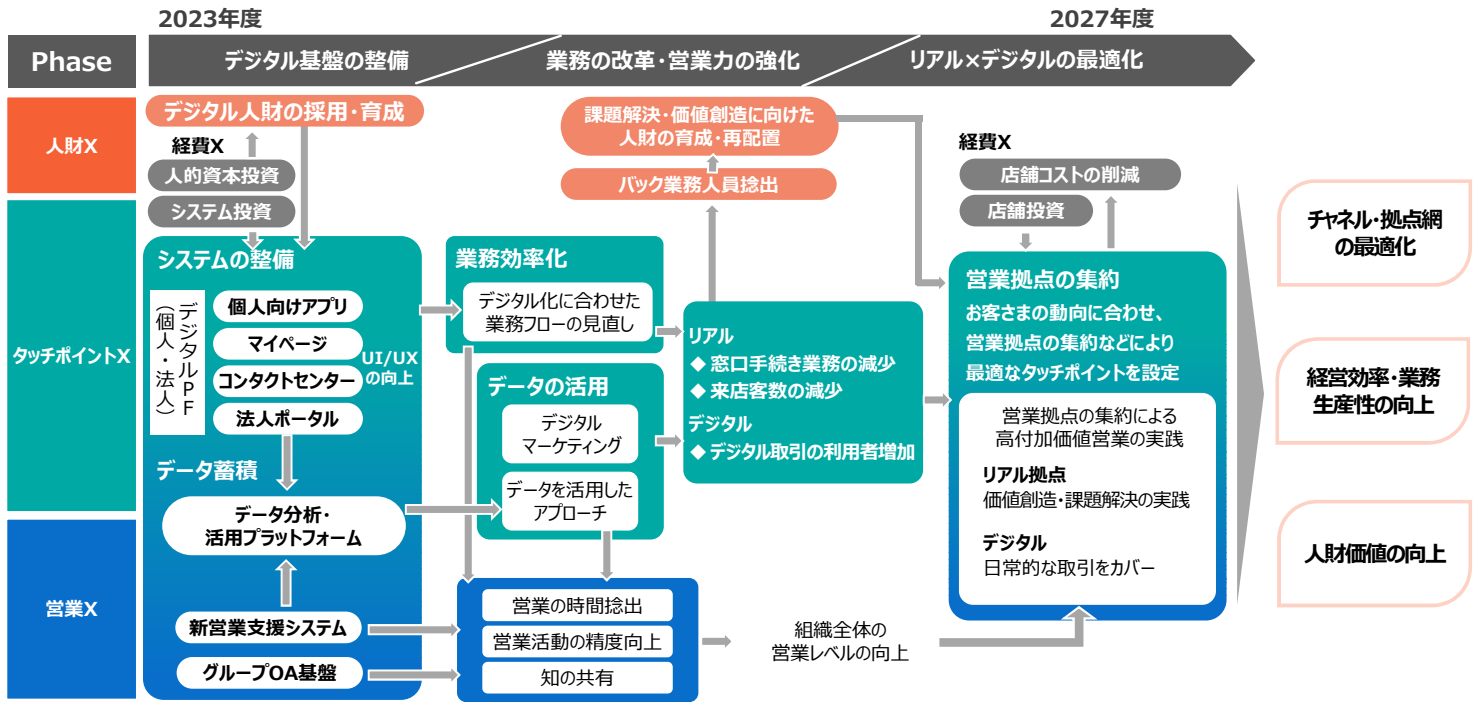 2023年度
2027年度
Phase
デジタル基盤の整備
業務の改革・営業力の強化
リアル×デジタルの最適化
人財X
タッチポイントX
営業X
デジタル人財の採用・育成
経費X
人的資本投資
システム投資
システムの整備
デジタルPF
（個人・法人）
個人向けアプリ
マイページ
コンタクトセンター
法人ポータル
UI/UX
の向上
データ蓄積
データ分析・
活用プラットフォーム
新営業支援システム
グループOA基盤
業務効率化
デジタル化に合わせた
業務フローの見直し
データの活用
デジタル
マーケティング
データを活用した
アプローチ
営業の時間捻出
営業活動の精度向上
知の共有
課題解決・価値創造に向けた
人財の育成・再配置
バック業務人員捻出
リアル
◆ 窓口手続き業務の減少
◆ 来店客数の減少
デジタル
◆ デジタル取引の利用者増加
組織全体の
営業レベルの向上
経費X
店舗コストの削減
店舗投資
営業拠点の集約
お客さまの動向に合わせ、
営業拠点の集約などにより
最適なタッチポイントを設定
営業拠点の集約による
高付加価値営業の実践
リアル拠点
価値創造・課題解決の実践
デジタル
日常的な取引をカバー
チャネル・拠点網
の最適化
経営効率・業務
生産性の向上
人財価値の向上